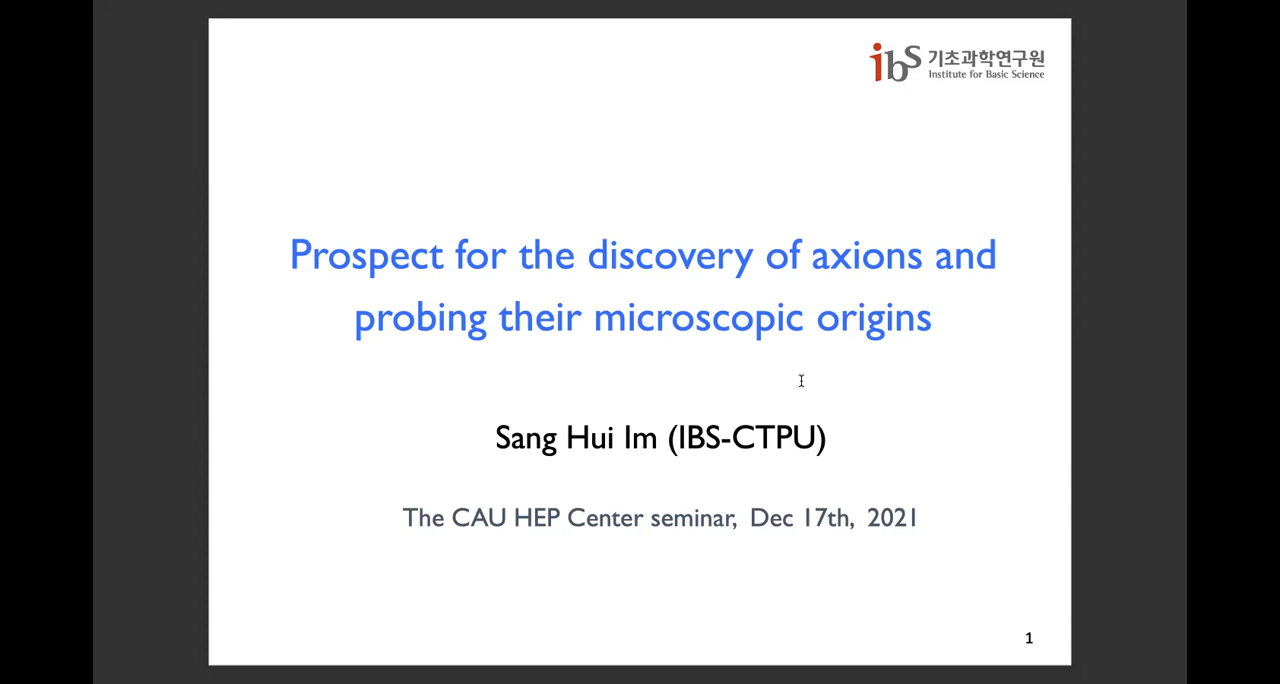 ibS 기초과학연구원
Institute for Basic Science
Prospect for the discovery of axions and
probing their microscopic origins
Sang Hui Im (IBS-CTPU)
The CAU HEP Center seminar, Dec 17th, 2021
1